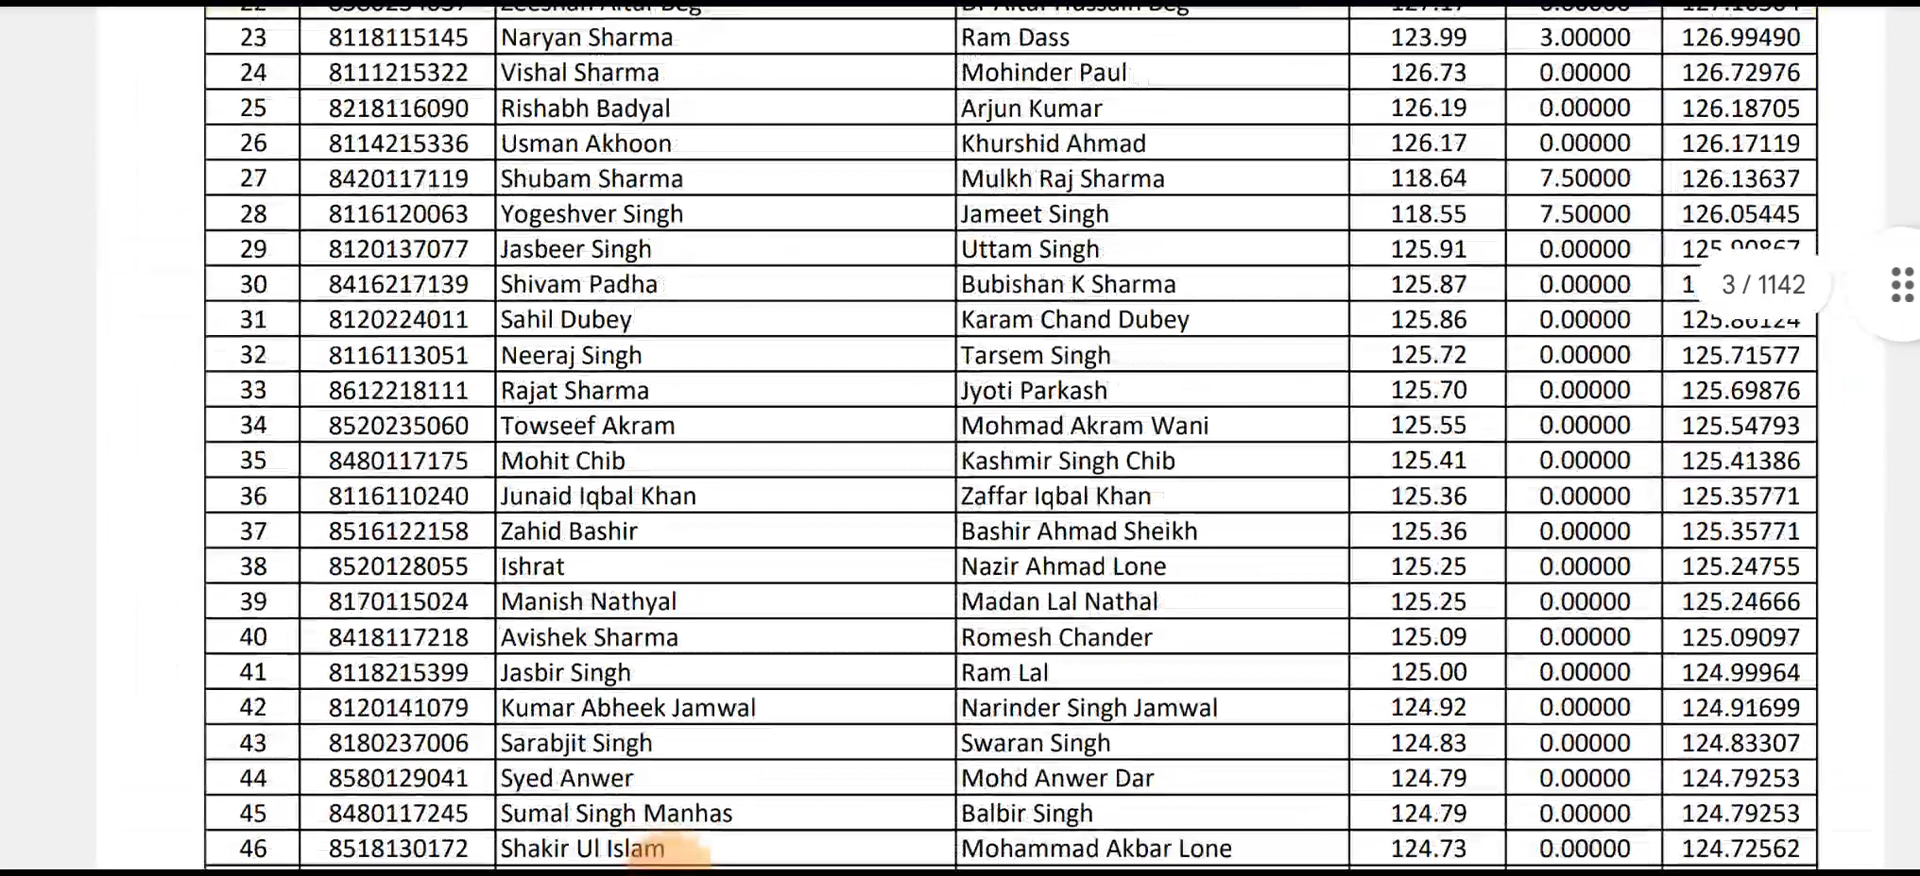 23 8118115145 Naryan Sharma Ram Dass 123.99 3.00000 126.99490
24 8111215322 Vishal Sharma Mohinder Paul 126.73 0.00000 126.72976
25 8218116090 Rishabh Badyal Arjun Kumar 126.19 0.00000 126.18705
26 8114215336 Usman Akhoon Khurshid Ahmad 126.17 0.00000 126.17119
27 8420117119 Shubam Sharma Mulkh Raj Sharma 118.64 7.50000 126.13637
28 8116120063 Yogeshver Singh Jameet Singh 118.55 7.50000 126.05445
29 8120137077 Jasbeer Singh Uttam Singh 125.91 0.00000
30 8416217139 Shivam Padha Bubishan K Sharma 125.87 0.00000
3 / 1142
31 8120224011 Sahil Dubey Karam Chand Dubey 125.86 0.00000
32 8116113051 Neeraj Singh Tarsem Singh 125.72 0.00000 125.71577
33 8612218111 Rajat Sharma Jyoti Parkash 125.70 0.00000 125.69876
34 8520235060 Towseef Akram Mohmad Akram Wani 125.55 0.00000 125.54793
35 8480117175 Mohit Chib Kashmir Singh Chib 125.41 0.00000 125.41386
36 8116110240 Junaid Iqbal Khan Zaffar Iqbal Khan 125.36 0.00000 125.35771
37 8516122158 Zahid Bashir Bashir Ahmad Sheikh 125.36 0.00000 125.35771
38 8520128055 Ishrat Nazir Ahmad Lone 125.25 0.00000 125.24755
39 8170115024 Manish Nathyal Madan Lal Nathal 125.25 0.00000 125.24666
40 8418117218 Avishek Sharma Romesh Chander 125.09 0.00000 125.09097
41 8118215399 Jasbir Singh Ram Lal 125.00 0.00000 124.99964
42 8120141079 Kumar Abheek Jamwal Narinder Singh Jamwal 124.92 0.00000 124.91699
43 8180237006 Sarabjit Singh Swaran Singh 124.83 0.00000 124.83307
44 8580129041 Syed Anwer Mohd Anwer Dar 124.79 0.00000 124.79253
45 8480117245 Sumal Singh Manhas Balbir Singh 124.79 0.00000 124.79253
46 8518130172 Shakir Ul Islam Mohammad Akbar Lone 124.73 0.00000 124.72562